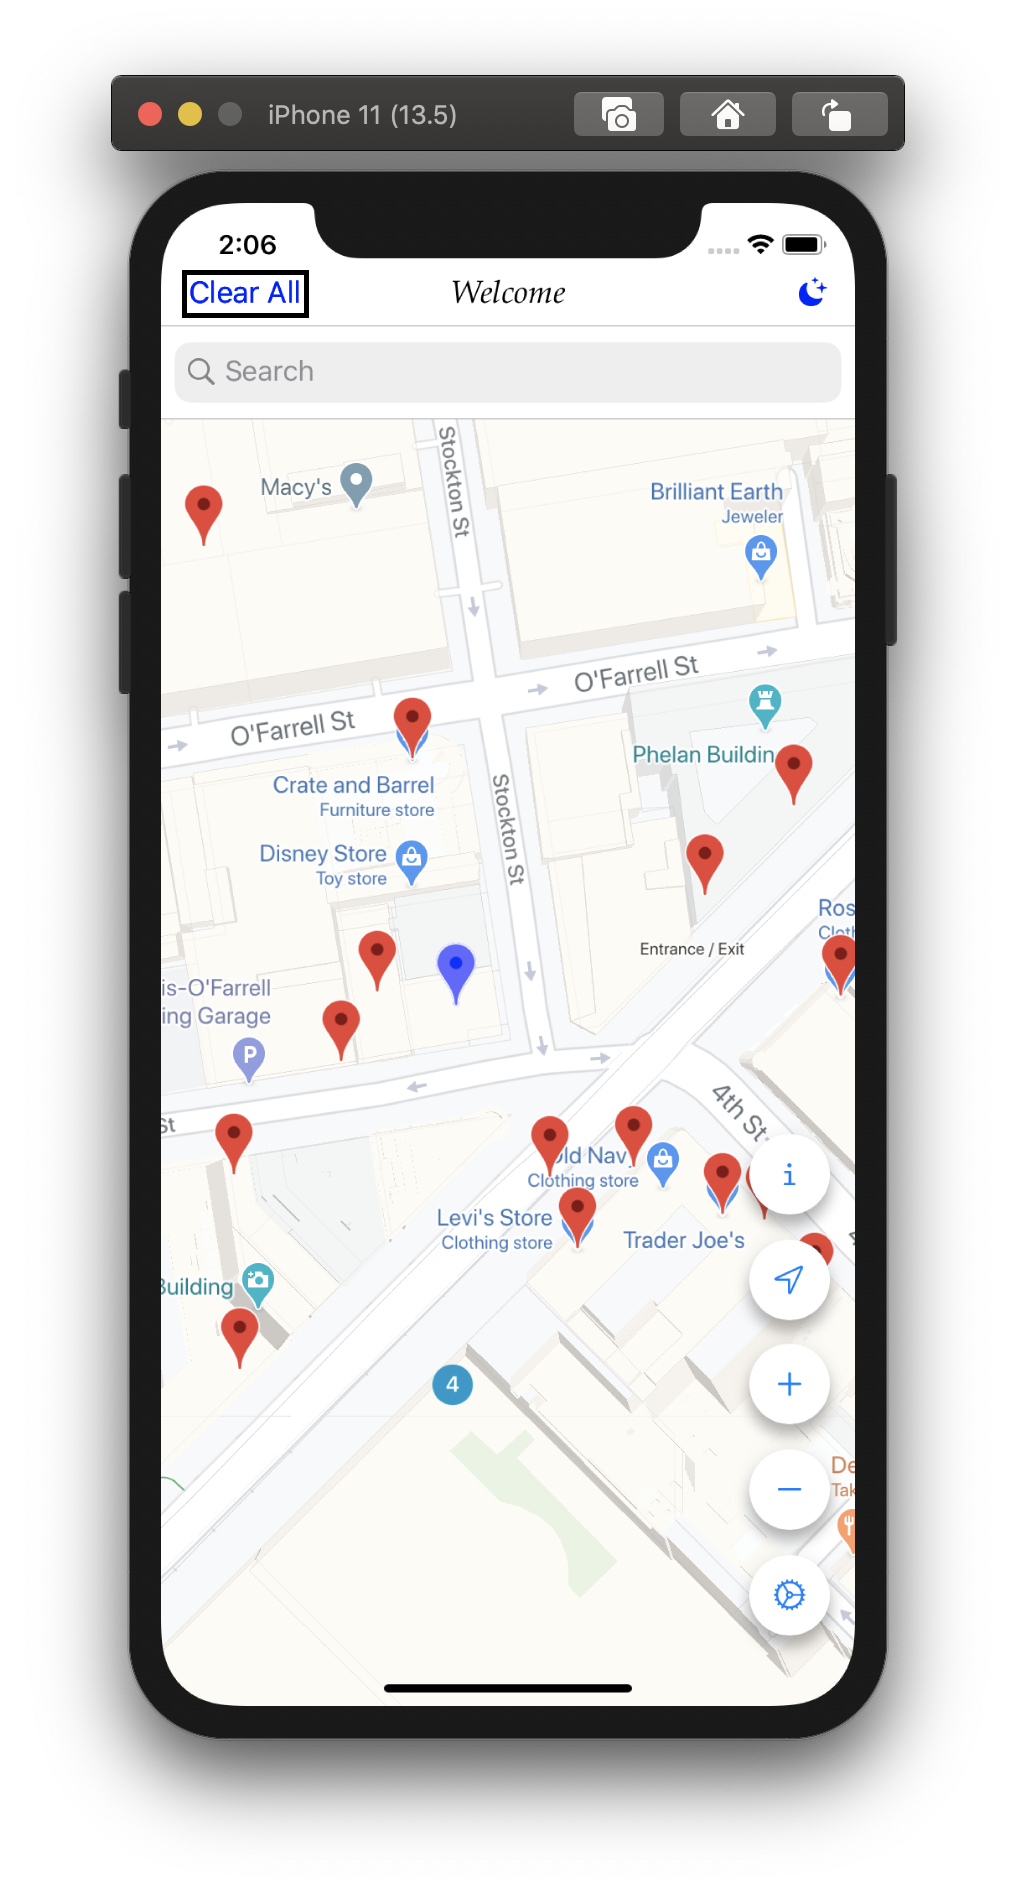 iPhone 11 (13.5)
2:06
Clear All
Welcome
Search
Stockton St
Macy's
Brilliant Earth
Jeweler
O'Farrell St
O'Farrell St
Phelan Buildin
Crate and Barrel
Furniture store
Stockton St
Disney Store
Toy store
Ros
Cloth
Entrance / Exit
is-O'Farrell
ing Garage
P
4th St
St
ld Nav
Clothing store
i
Levi's Store
Clothing store
Trader Joe's
Building
4
De
Tak